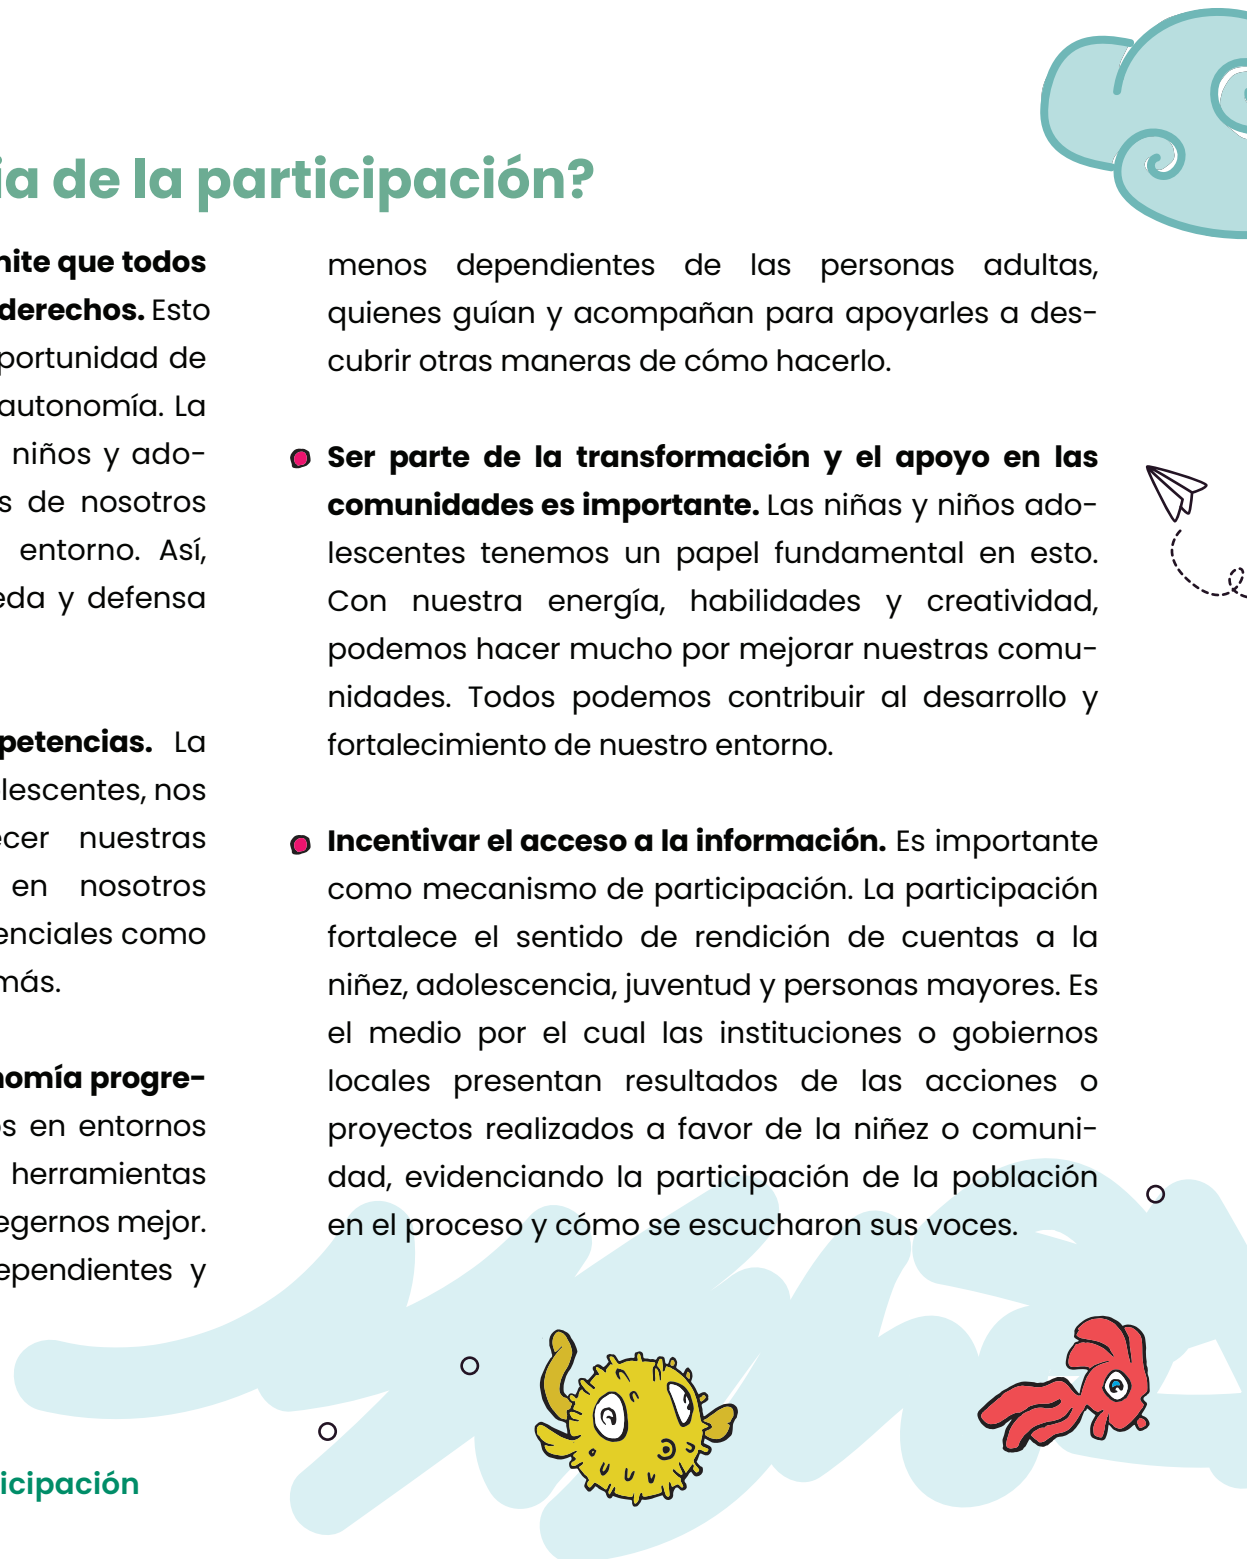 ia de la participación?
mite que todos
derechos. Esto
portunidad de
autonomía. La
niños y ado-
s de nosotros
entorno. Así,
eda y defensa
petencias. La
lescentes, nos
ecer nuestras
en nosotros
enciales como
más.
nomía progre-
os en entornos
herramientas
egernos mejor.
ependientes y
menos dependientes de las personas adultas,
quienes guían y acompañan para apoyarles a des-
cubrir otras maneras de cómo hacerlo.
Ser parte de la transformación y el apoyo en las
comunidades es importante. Las niñas y niños ado-
lescentes tenemos un papel fundamental en esto.
Con nuestra energía, habilidades y creatividad,
podemos hacer mucho por mejorar nuestras comu-
nidades. Todos podemos contribuir al desarrollo y
fortalecimiento de nuestro entorno.
Incentivar el acceso a la información. Es importante
como mecanismo de participación. La participación
fortalece el sentido de rendición de cuentas a la
niñez, adolescencia, juventud y personas mayores. Es
el medio por el cual las instituciones o gobiernos
locales presentan resultados de las acciones o
proyectos realizados a favor de la niñez o comuni-
dad, evidenciando la participación de la población
en el proceso y cómo se escucharon sus voces.
icipación